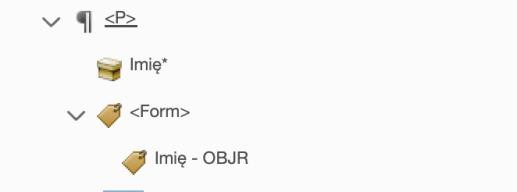 <P>
Imię*
<Form>
Imię - OBJR